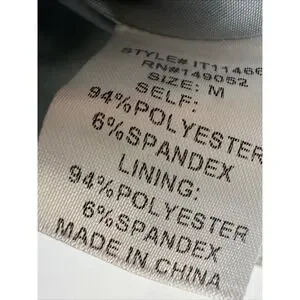 STYLE# IT11466
RN#149052
SIZE: M
SELF:
94%POLYESTER
6%SPANDEX
LINING:
94%POLYESTER
6%SPANDEX
MADE IN CHINA